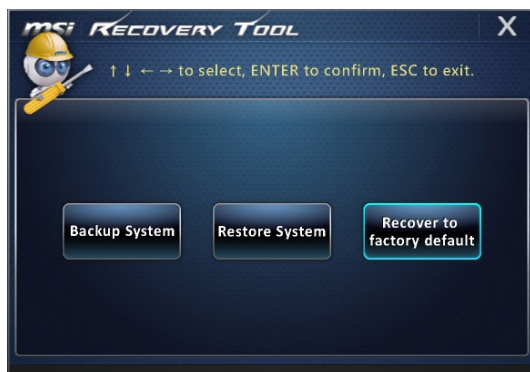 msi RECOVERY TOOL X
↑ ↓ ← → to select, ENTER to confirm, ESC to exit.
Backup System
Restore System
Recover to
factory default